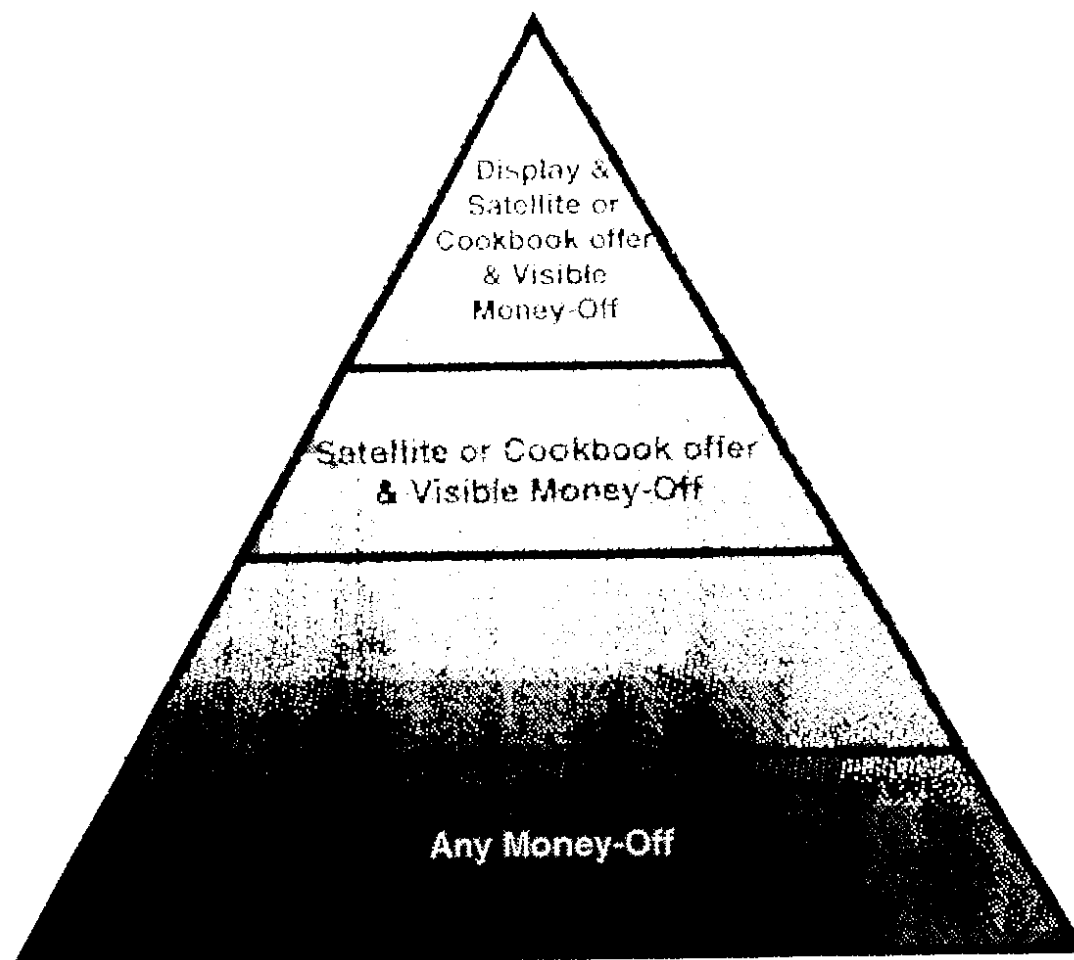 Display &
Satellite or
Cookbook offer
& Visible
Money-Off
Satellite or Cookbook offer
& Visible Money-Off
Any Money-Off